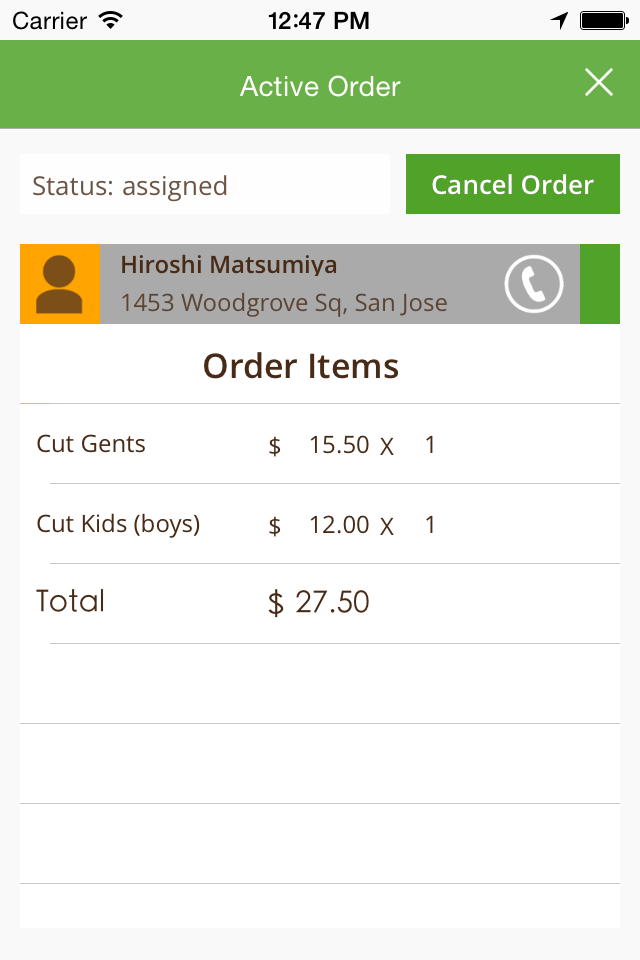 Carrier 12:47 PM
Active Order
Status: assigned Cancel Order
Hiroshi Matsumiya
1453 Woodgrove Sq, San Jose
Order Items
Cut Gents $ 15.50 X 1
Cut Kids (boys) $ 12.00 X 1
Total $ 27.50